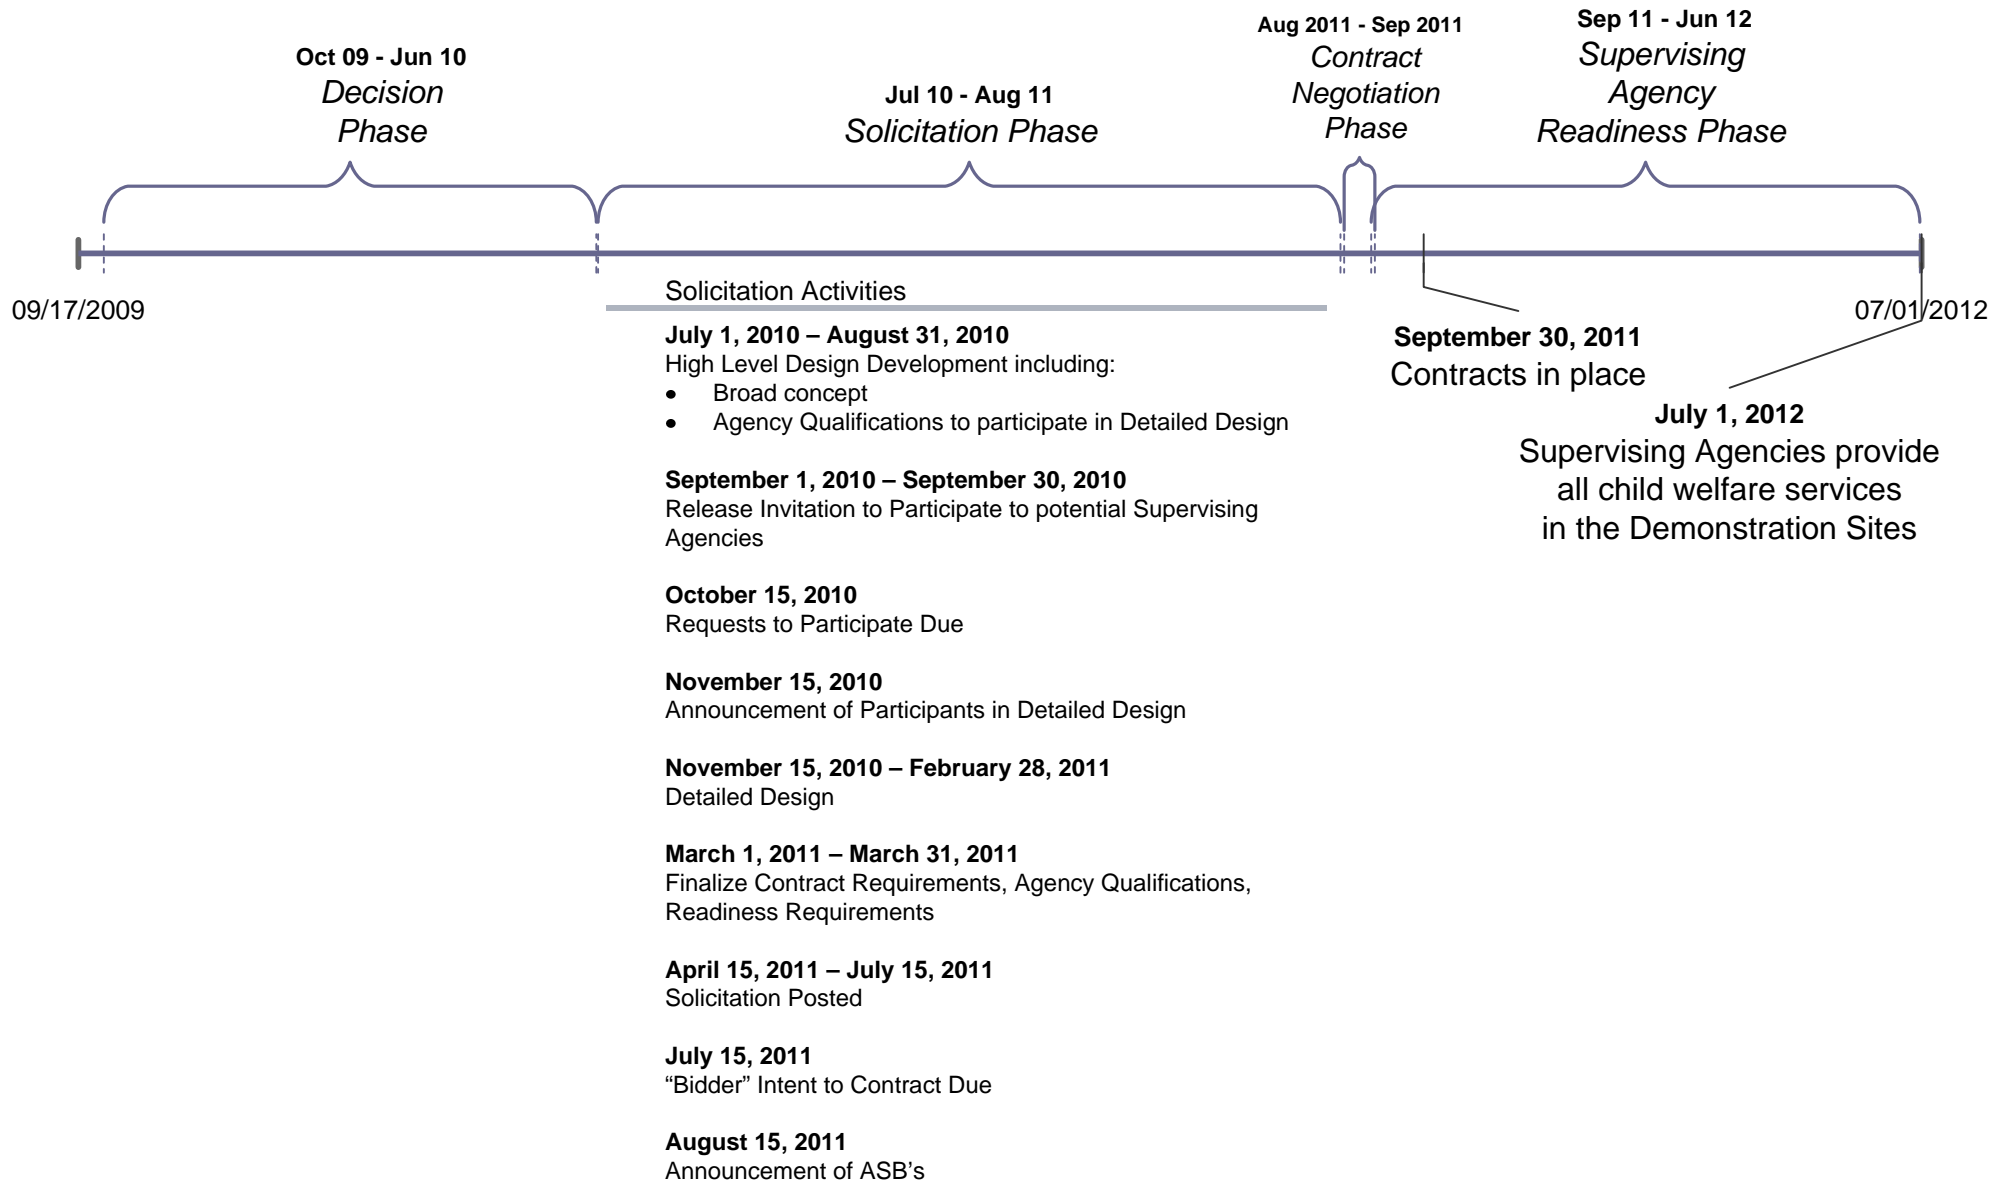 Oct 09 - Jun 10
Decision
Phase
Jul 10 - Aug 11
Solicitation Phase
Aug 2011 - Sep 2011
Contract
Negotiation
Phase
Sep 11 - Jun 12
Supervising
Agency
Readiness Phase
09/17/2009
07/01/2012
Solicitation Activities
July 1, 2010 – August 31, 2010
High Level Design Development including:
• Broad concept
• Agency Qualifications to participate in Detailed Design
September 1, 2010 – September 30, 2010
Release Invitation to Participate to potential Supervising
Agencies
October 15, 2010
Requests to Participate Due
November 15, 2010
Announcement of Participants in Detailed Design
November 15, 2010 – February 28, 2011
Detailed Design
March 1, 2011 – March 31, 2011
Finalize Contract Requirements, Agency Qualifications,
Readiness Requirements
April 15, 2011 – July 15, 2011
Solicitation Posted
July 15, 2011
“Bidder” Intent to Contract Due
August 15, 2011
Announcement of ASB’s
September 30, 2011
Contracts in place
July 1, 2012
Supervising Agencies provide
all child welfare services
in the Demonstration Sites